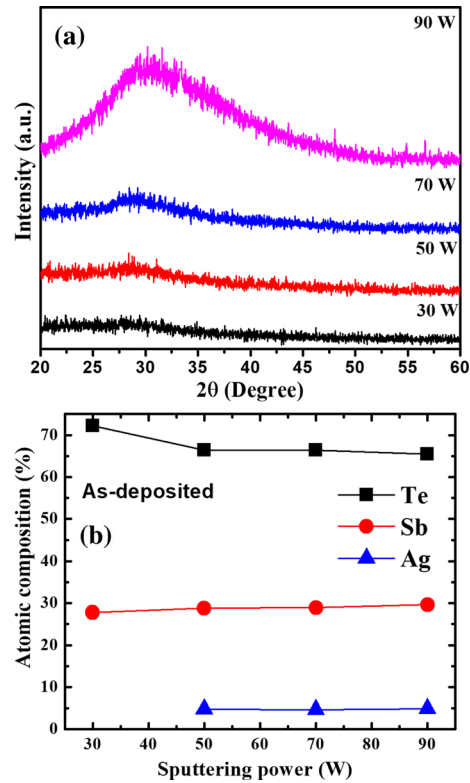 (a)
90 W
70 W
50 W
30 W
Intensity (a.u.)
20 25 30 35 40 45 50 55 60
2θ (Degree)
70
60
50
40
30
20
10
0
As-deposited
(b)
Te
Sb
Ag
Atomic composition (%)
30 40 50 60 70 80 90
Sputtering power (W)